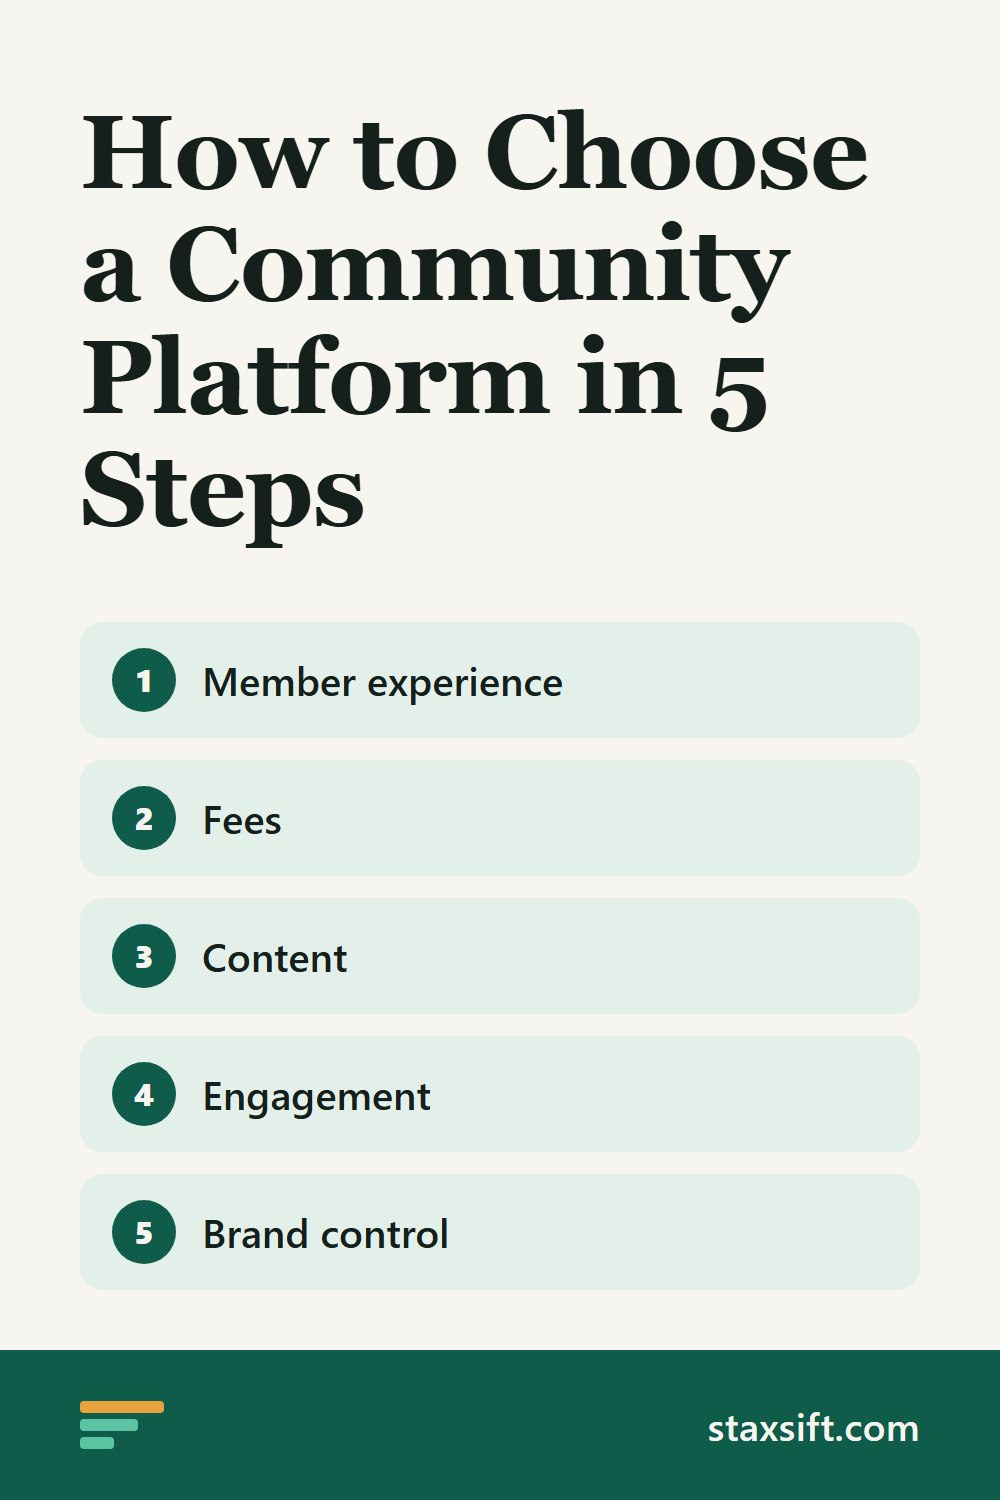 How to Choose
a Community
Platform in 5
Steps
1 Member experience
2 Fees
3 Content
4 Engagement
5 Brand control
staxsift.com